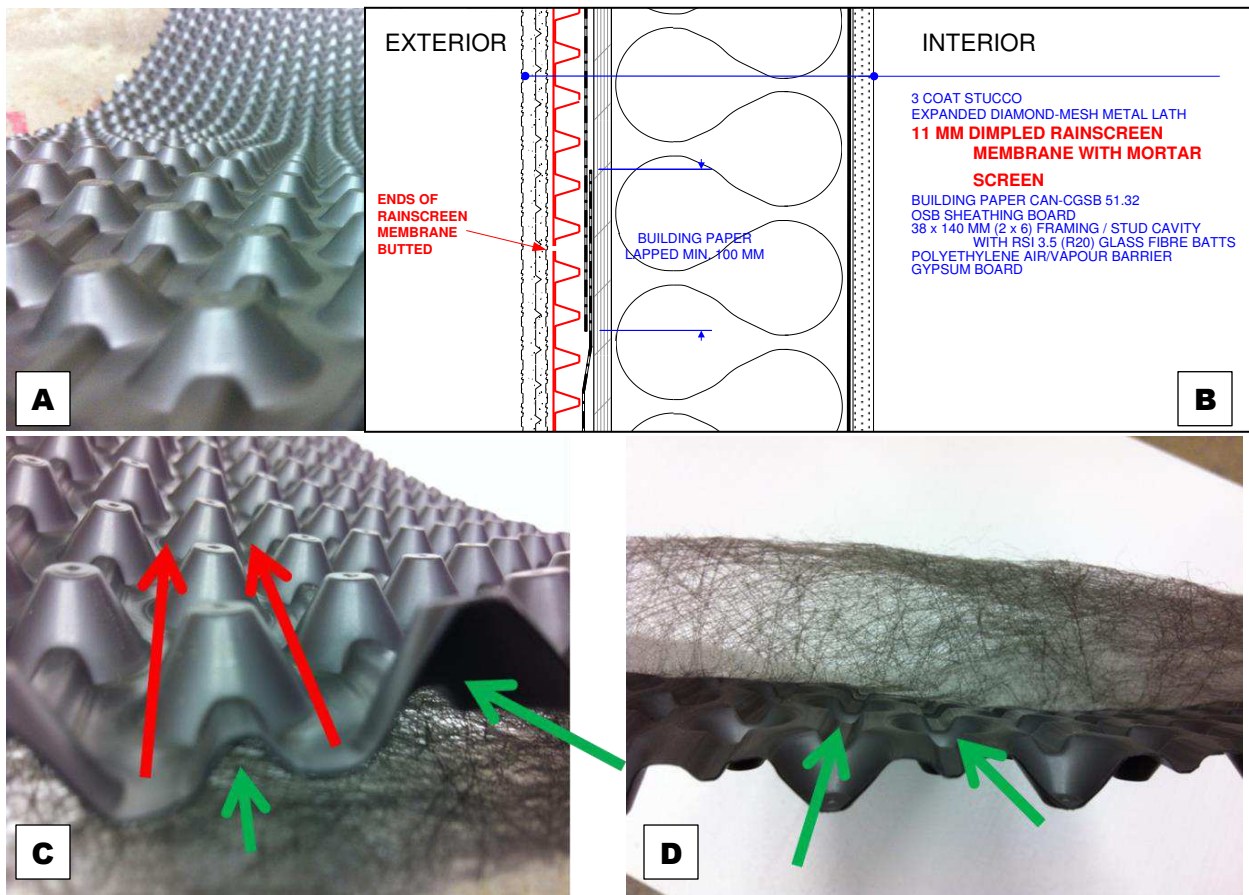 EXTERIOR
INTERIOR
3 COAT STUCCO
EXPANDED DIAMOND-MESH METAL LATH
11 MM DIMPLED RAINSCREEN
MEMBRANE WITH MORTAR
SCREEN
BUILDING PAPER CAN-CGSB 51.32
OSB SHEATHING BOARD
38 x 140 MM (2 x 6) FRAMING / STUD CAVITY
WITH RSI 3.5 (R20) GLASS FIBRE BATTS
POLYETHYLENE AIR/VAPOUR BARRIER
GYPSUM BOARD
ENDS OF
RAINSCREEN
MEMBRANE
BUTTED
BUILDING PAPER
LAPPED MIN. 100 MM
A
B
C
D